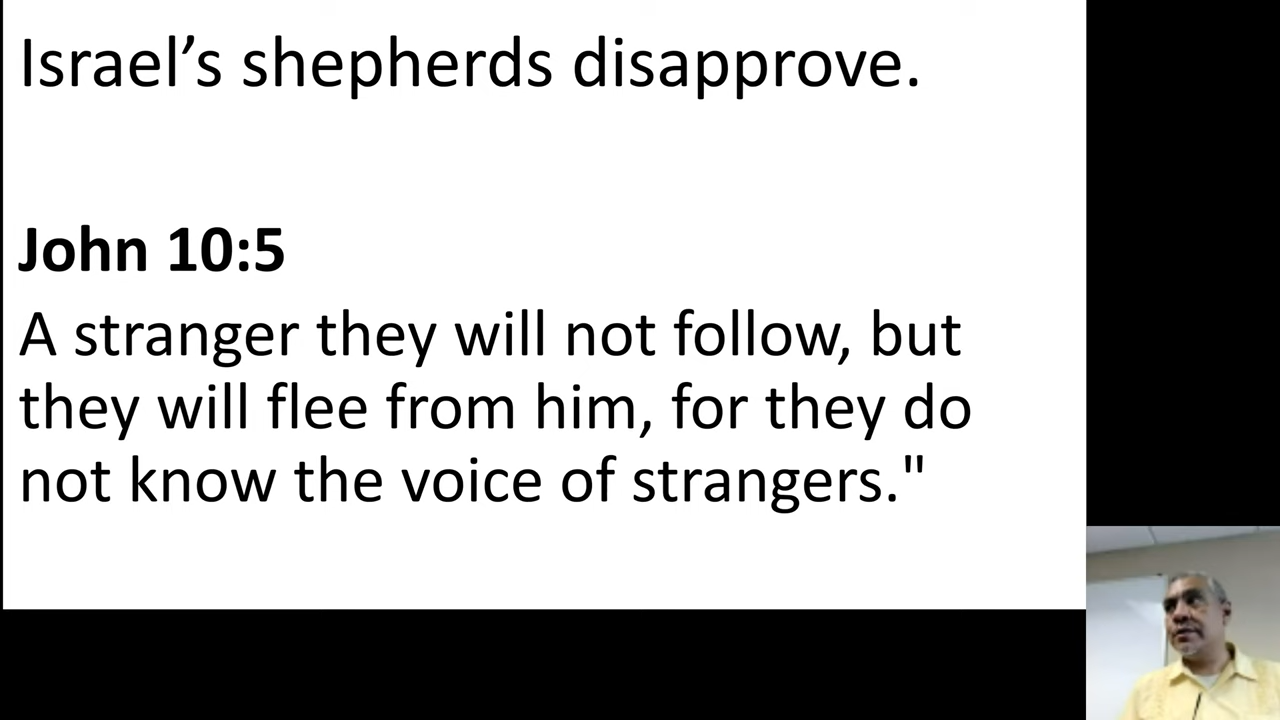 Israel’s shepherds disapprove.
John 10:5
A stranger they will not follow, but
they will flee from him, for they do
not know the voice of strangers."